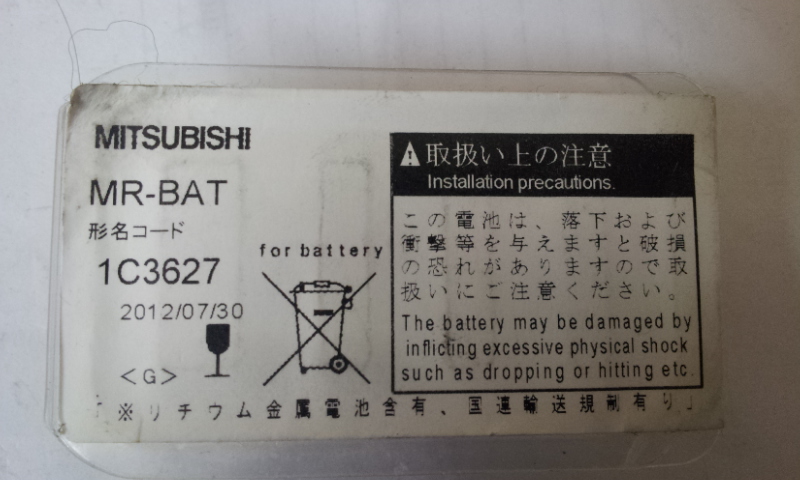 MITSUBISHI
MR-BAT
形名コード
1C3627
2012/07/30
<G>
for battery
取扱い上の注意
Installation precautions.
この電池は、落下および
衝撃等を与えますと破損
の恐れがありますので取
扱いにご注意ください。
The battery may be damaged by
inflicting excessive physical shock
such as dropping or hitting etc.
「※リチウム金属電池含有、国連輸送規制有り」